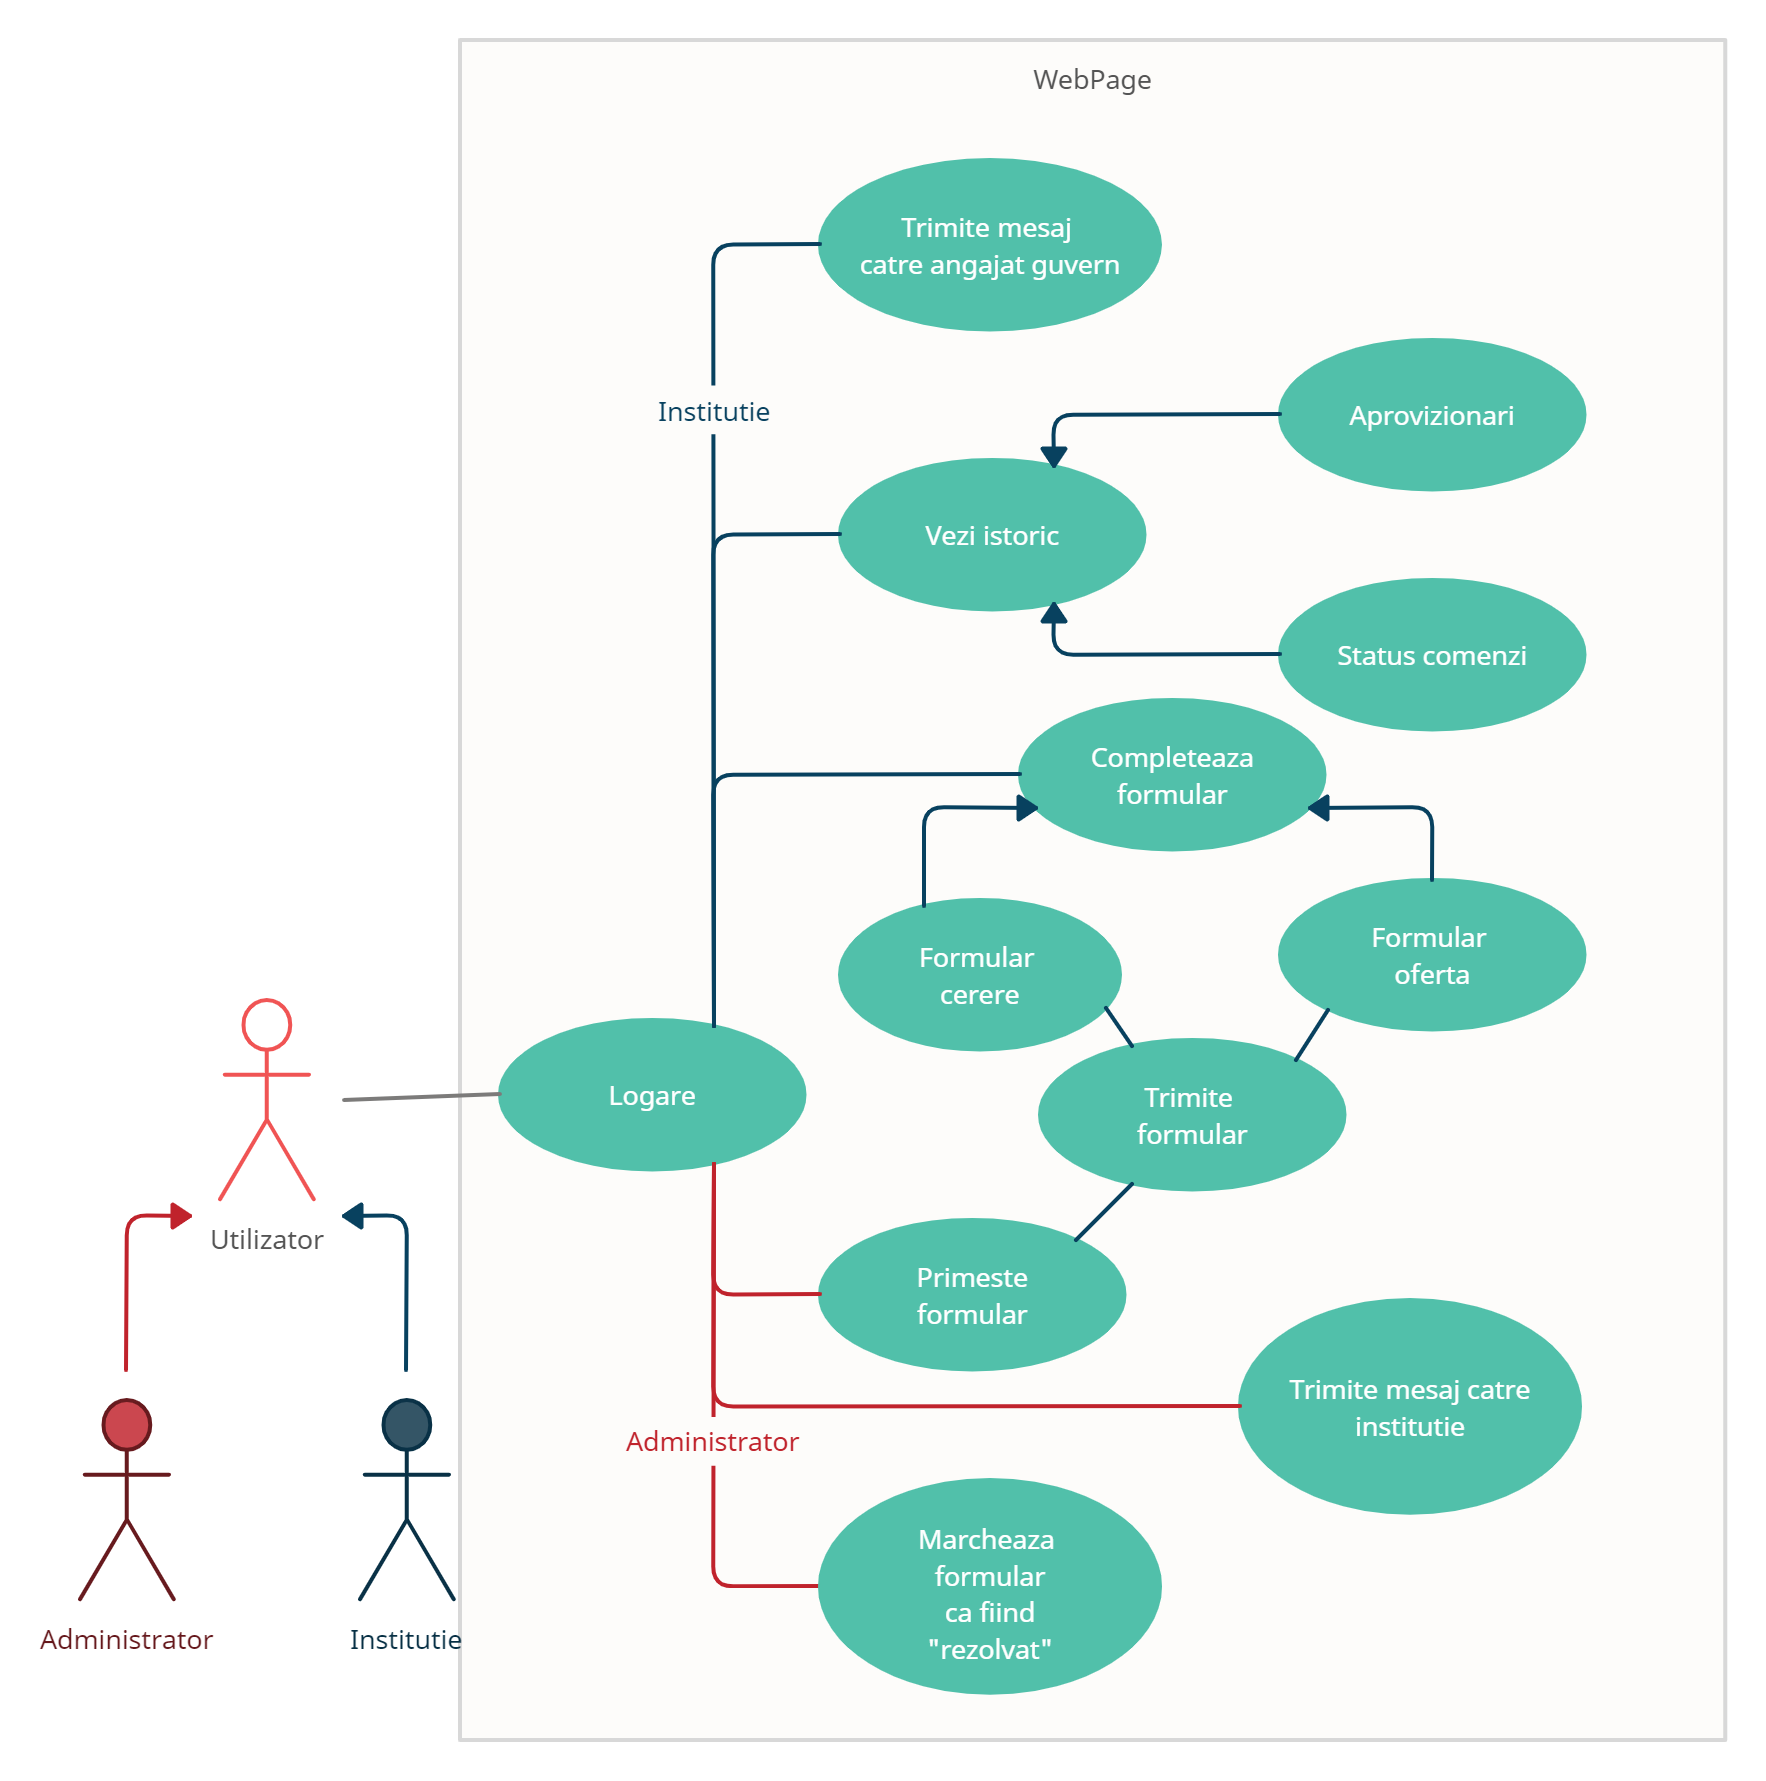 WebPage
Trimite mesaj
catre angajat guvern
Institutie
Aprovizionari
Vezi istoric
Status comenzi
Completeaza
formular
Formular
cerere
Formular
oferta
Logare
Trimite
formular
Utilizator
Primeste
formular
Trimite mesaj catre
institutie
Administrator
Marcheaza
formular
ca fiind
"rezolvat"
Administrator
Institutie